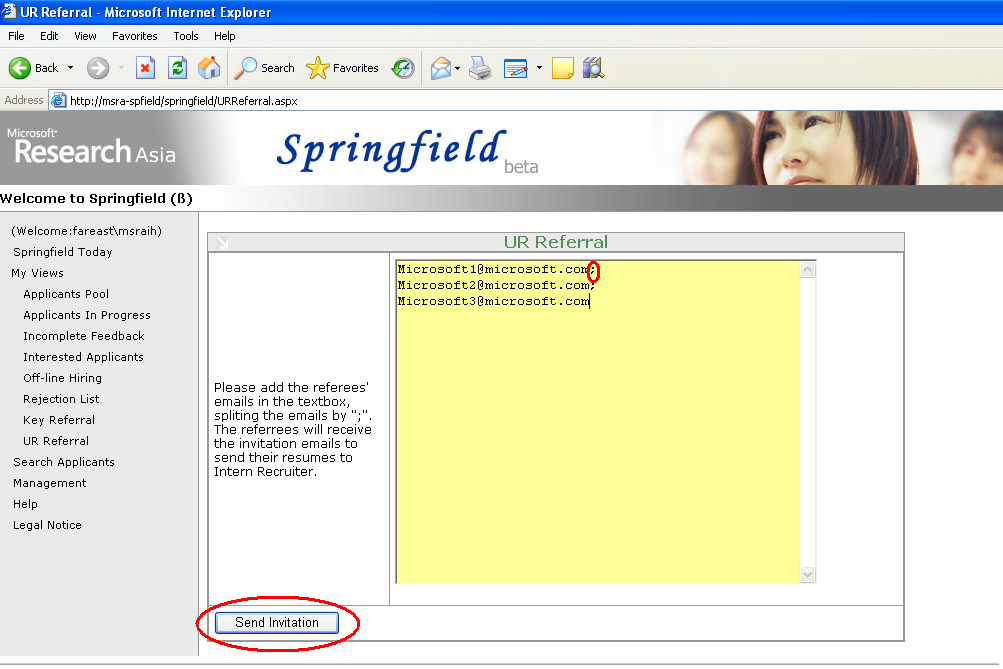 UR Referral - Microsoft Internet Explorer
File Edit View Favorites Tools Help
Back Search Favorites
Address http://msra-spfield/springfield/URReferral.aspx
Microsoft
Research Asia
Springfield beta
Welcome to Springfield (ß)
(Welcome:fareast\msraih)
Springfield Today
My Views
Applicants Pool
Applicants In Progress
Incomplete Feedback
Interested Applicants
Off-line Hiring
Rejection List
Key Referral
UR Referral
Search Applicants
Management
Help
Legal Notice
UR Referral
Please add the referees'
emails in the textbox,
spliting the emails by ";".
The referrees will receive
the invitation emails to
send their resumes to
Intern Recruiter.
Microsoft1@microsoft.com;
Microsoft2@microsoft.com;
Microsoft3@microsoft.com
Send Invitation